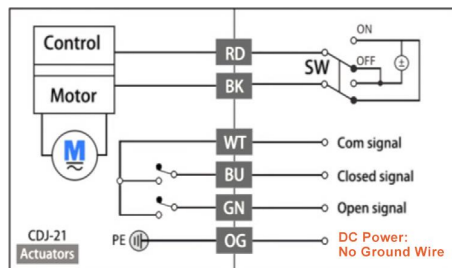 Control
Motor
M
CDJ-21
Actuators
RD
BK
WT
BU
GN
PE
OG
SW
ON
OFF
±
Com signal
Closed signal
Open signal
DC Power:
No Ground Wire